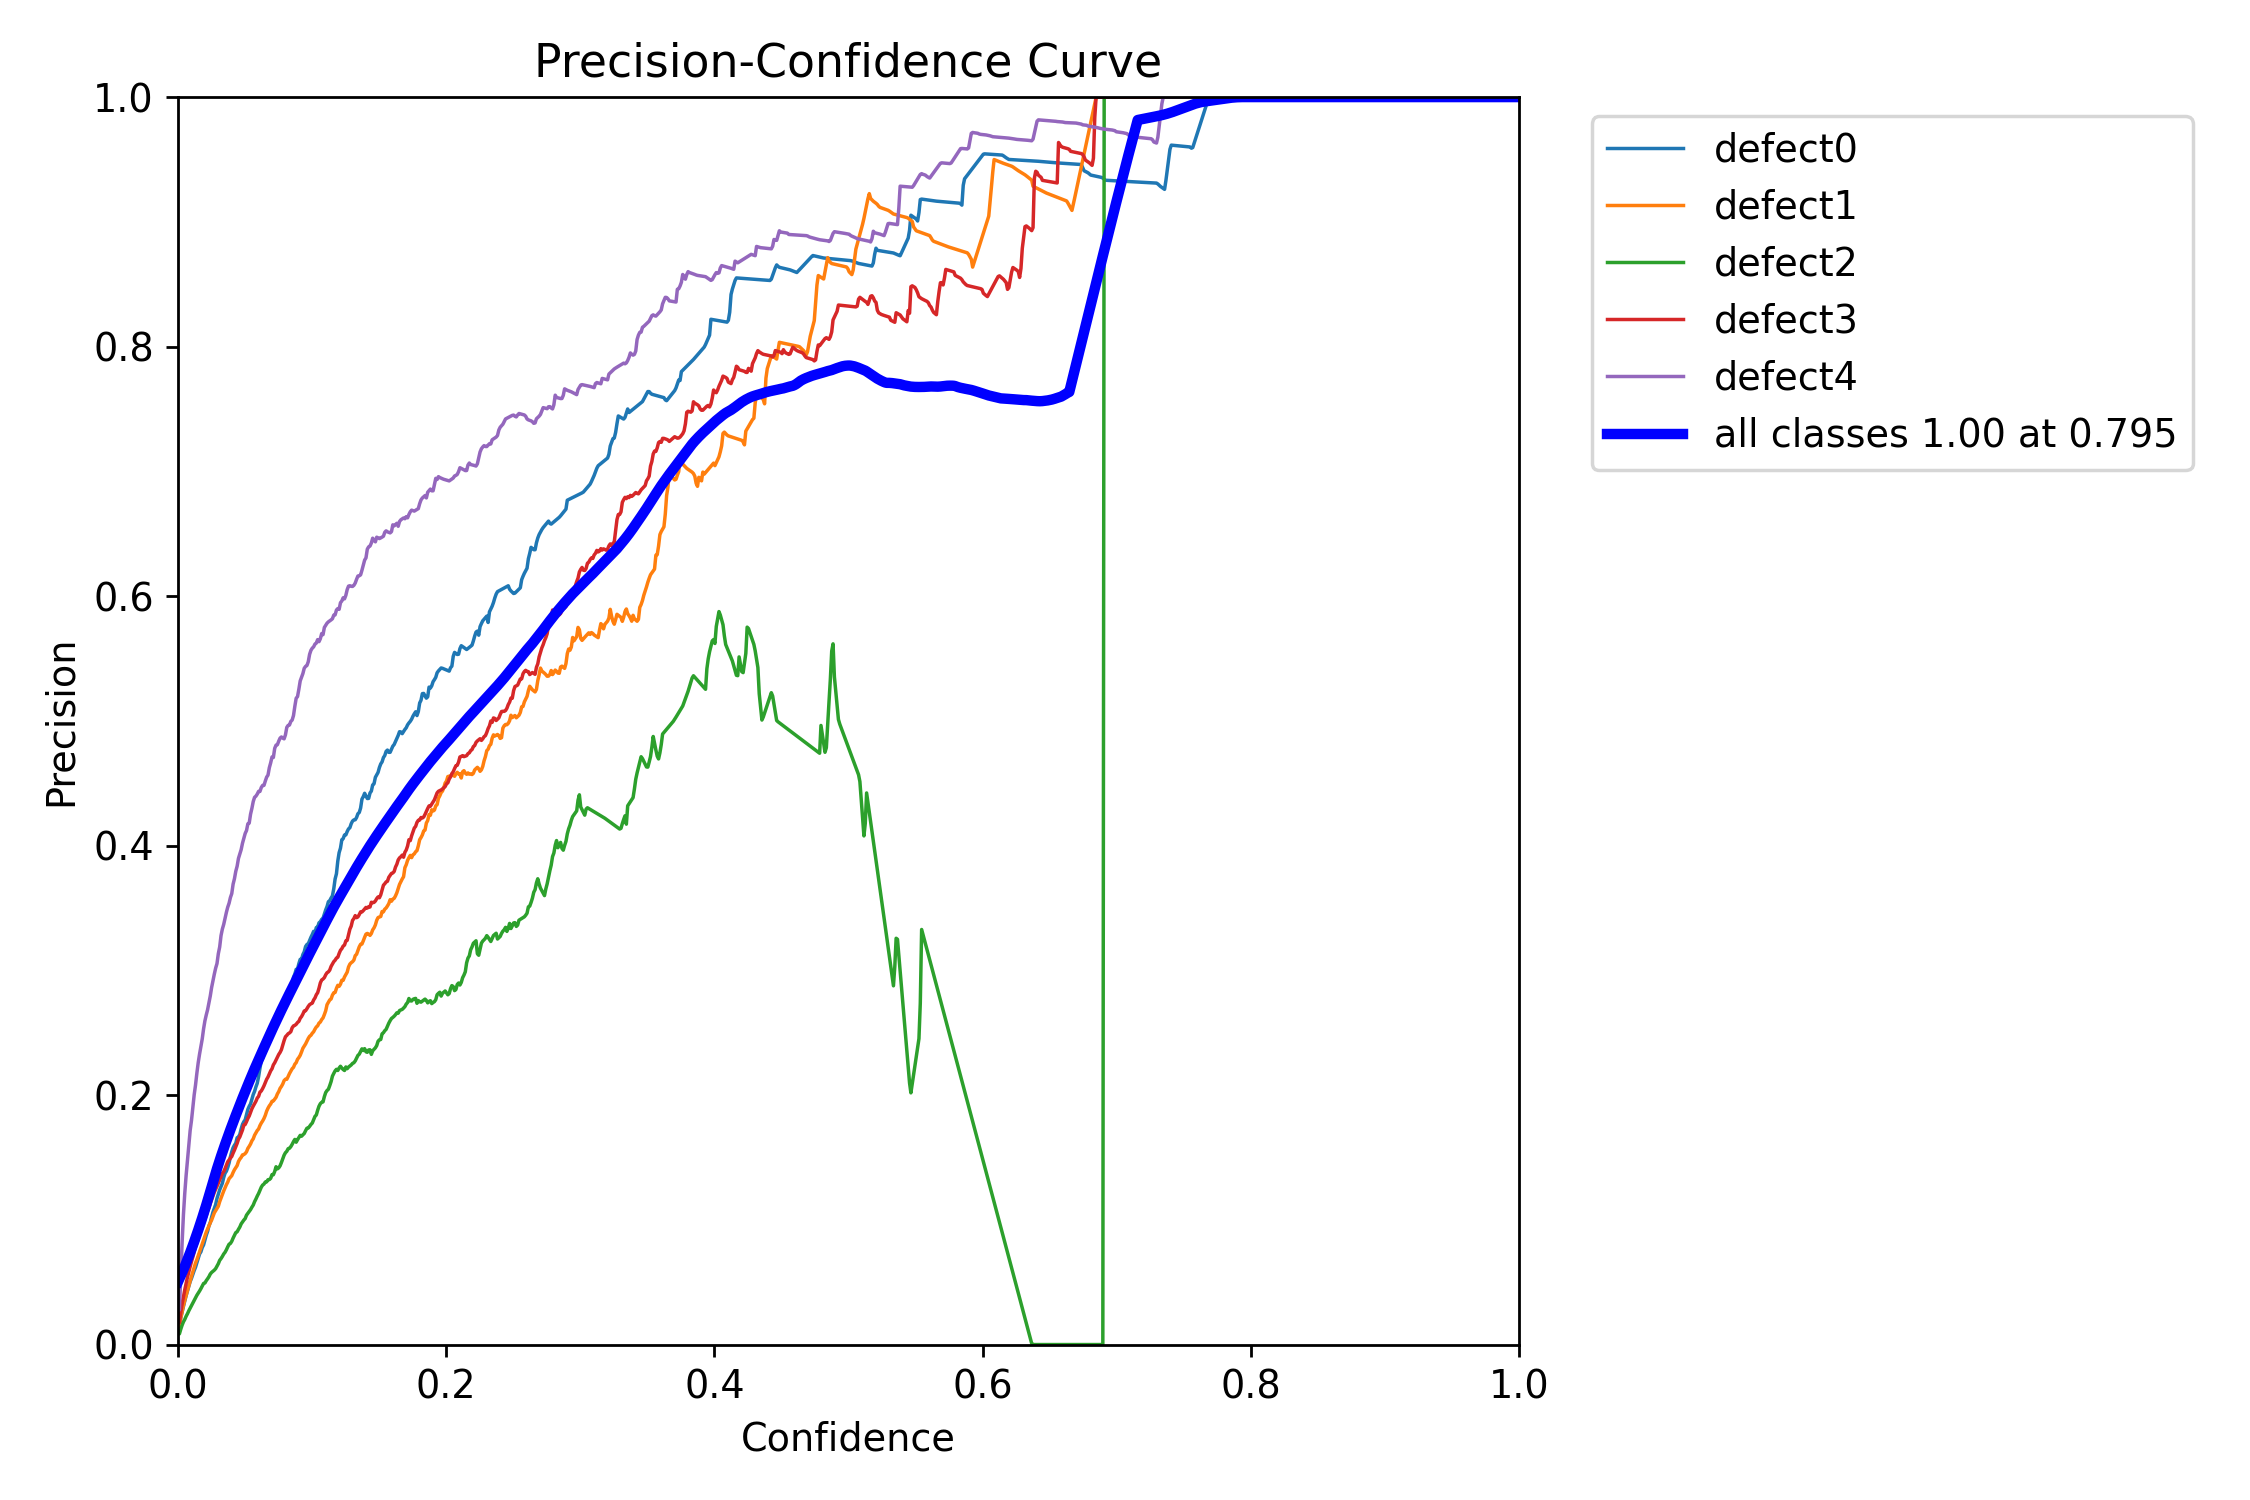 Precision-Confidence Curve
1.0
0.8
0.6
0.4
0.2
0.0
Precision
0.0 0.2 0.4 0.6 0.8 1.0
Confidence
defect0
defect1
defect2
defect3
defect4
all classes 1.00 at 0.795